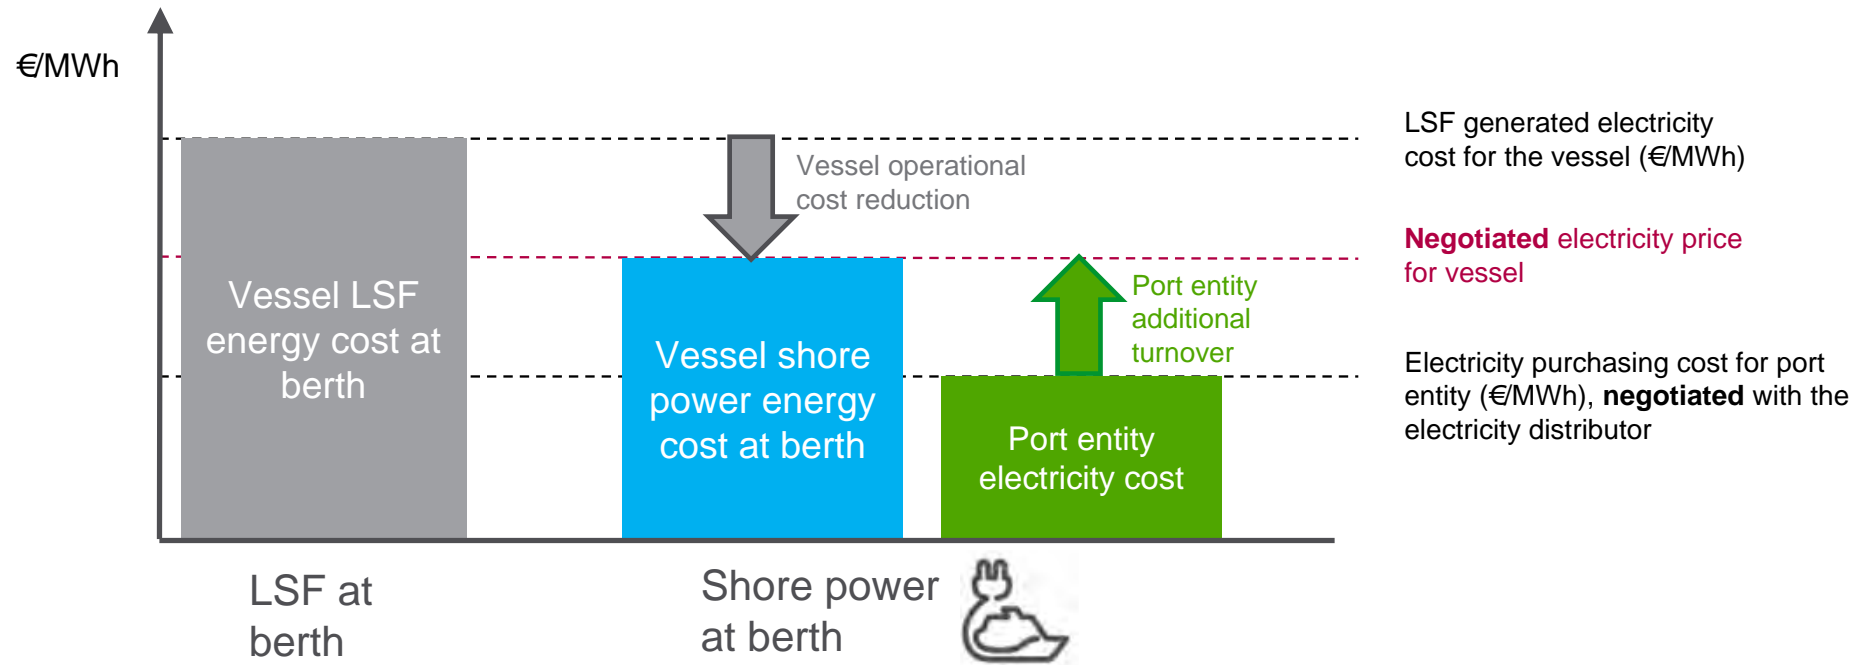 €/MWh
LSF generated electricity
cost for the vessel (€/MWh)
Vessel operational
cost reduction
Negotiated electricity price
for vessel
Vessel LSF
energy cost at
berth
Port entity
additional
turnover
Vessel shore
power energy
cost at berth
Electricity purchasing cost for port
entity (€/MWh), negotiated with the
electricity distributor
Port entity
electricity cost
LSF at
berth
Shore power
at berth